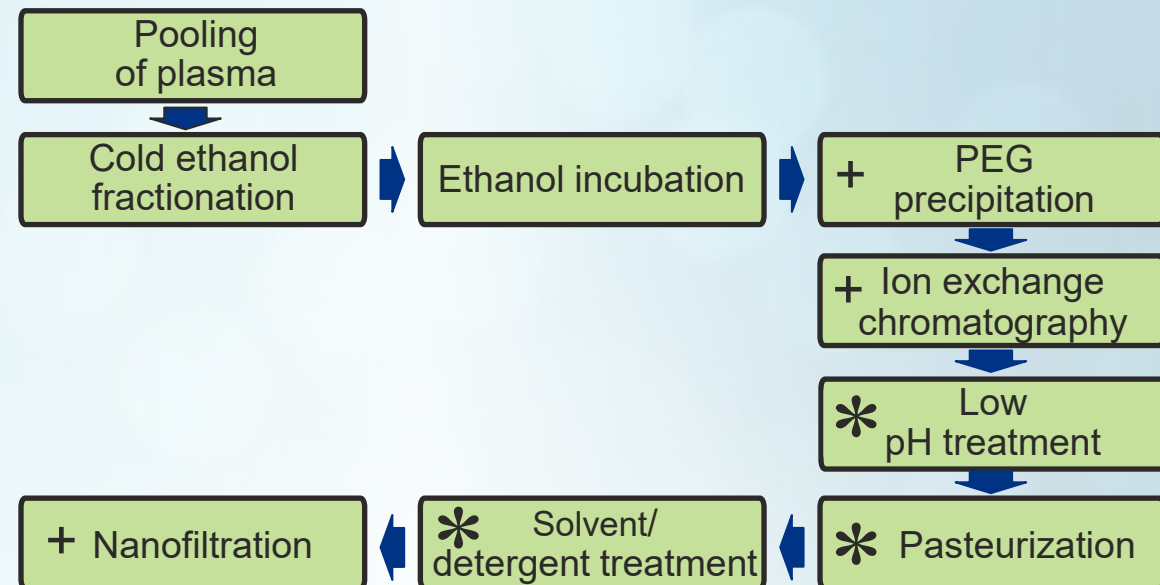 Pooling
of plasma
Cold ethanol
fractionation
Ethanol incubation
+ PEG
precipitation
+ Ion exchange
chromatography
* Low
pH treatment
* Pasteurization
* Solvent/
detergent treatment
+ Nanofiltration